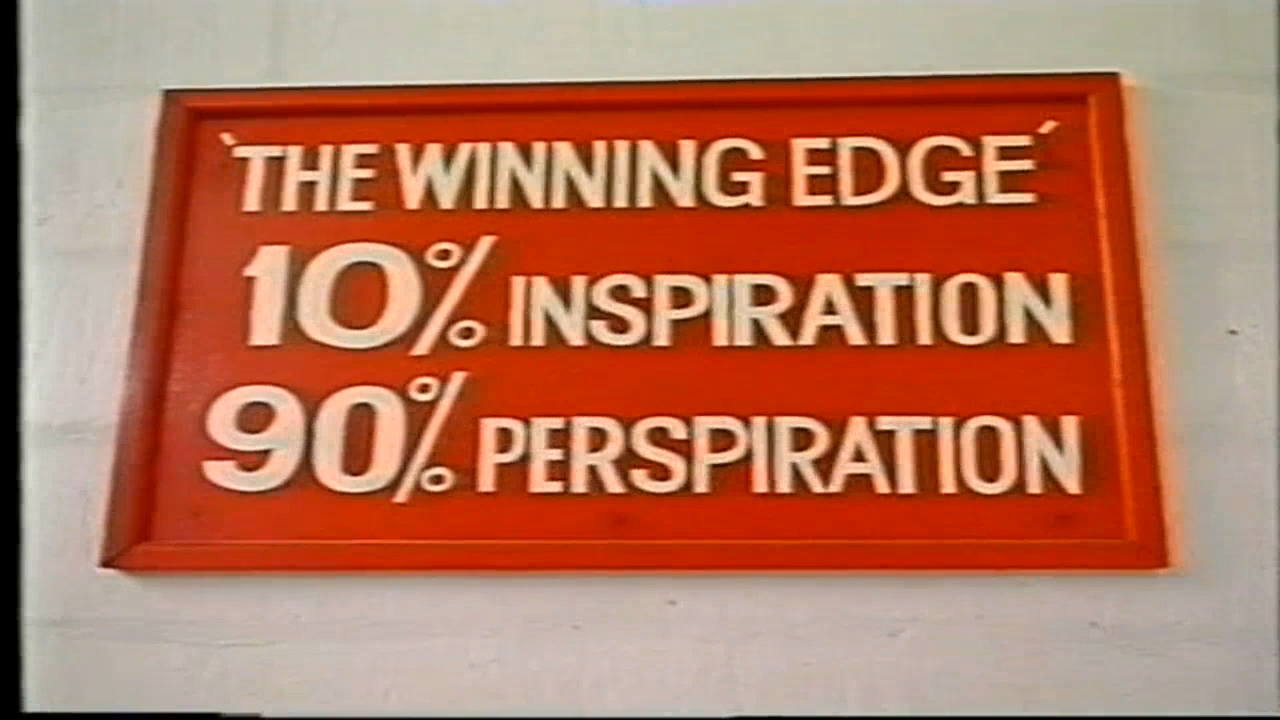 'THE WINNING EDGE'
10% INSPIRATION
90% PERSPIRATION